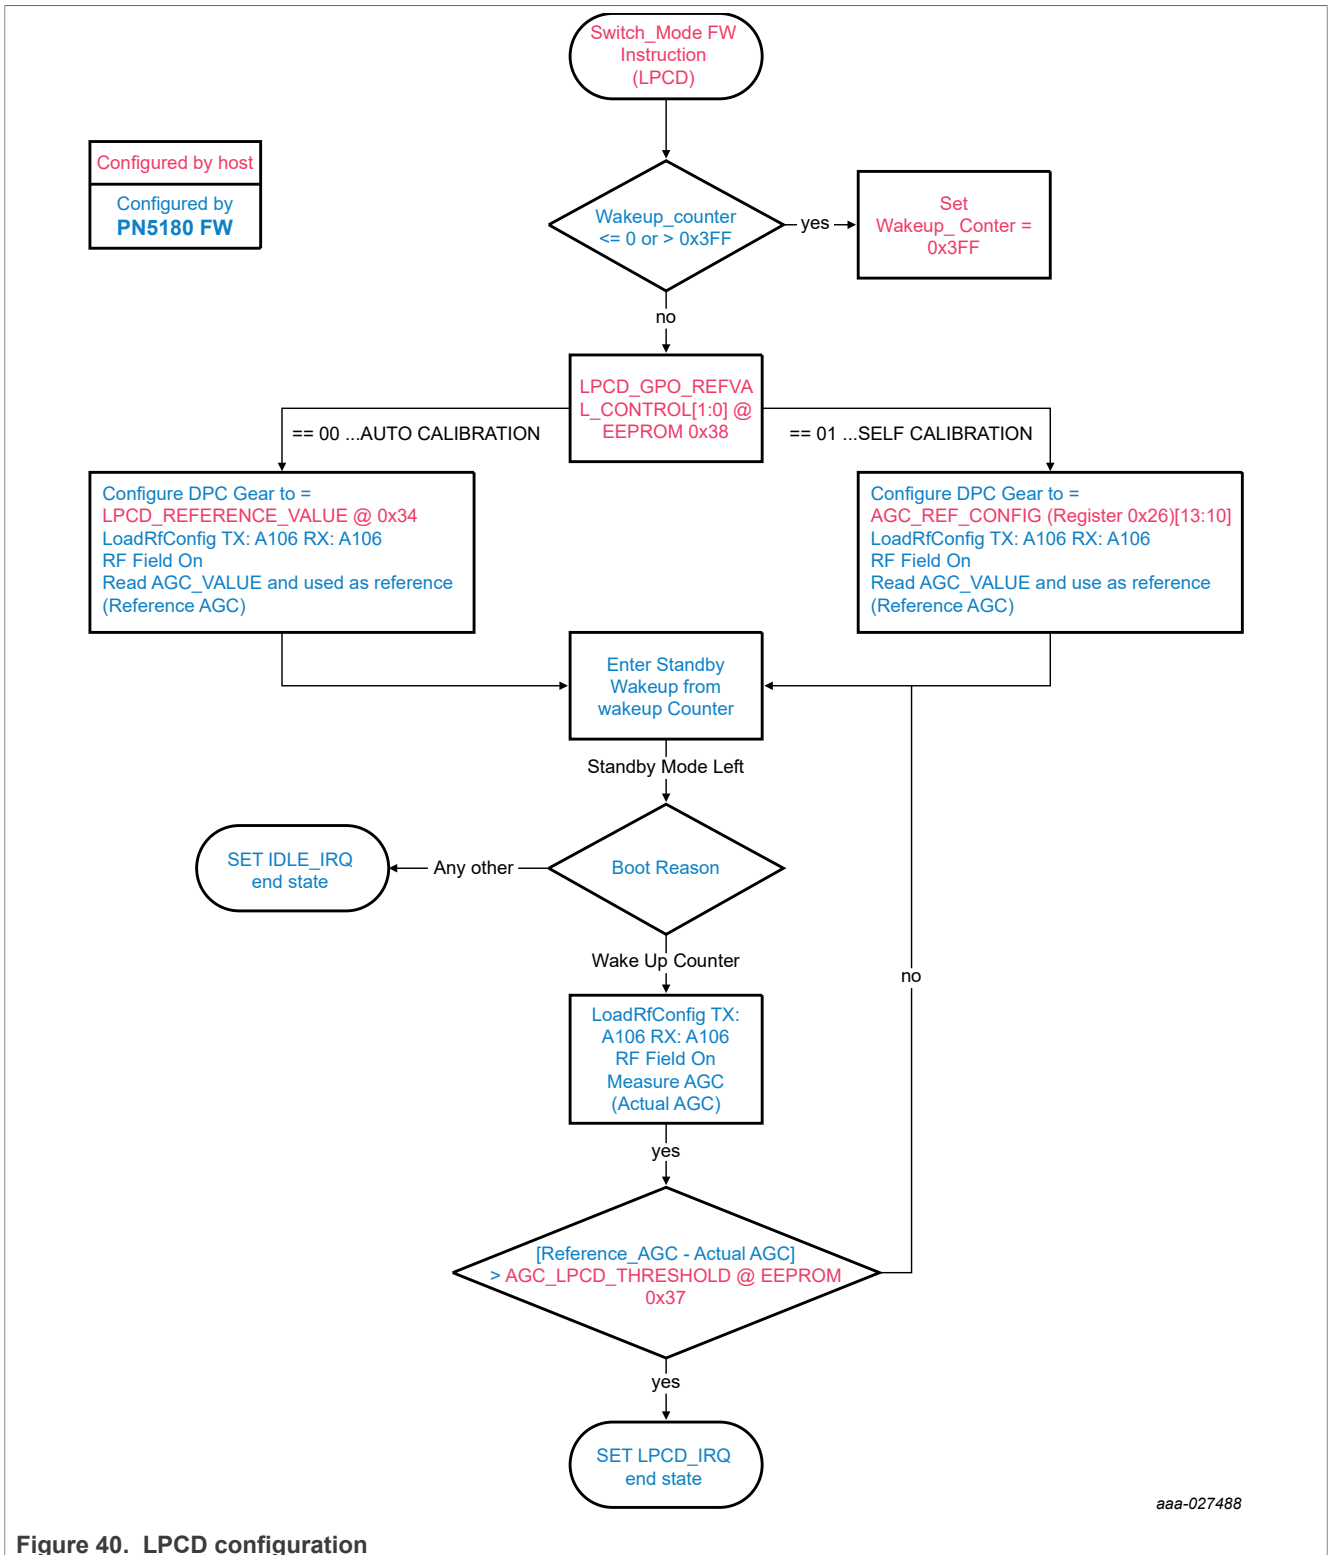 Switch_Mode FW
Instruction
(LPCD)
Configured by host
Configured by
PN5180 FW
Wakeup_counter
<= 0 or > 0x3FF
yes
Set
Wakeup_ Conter =
0x3FF
no
LPCD_GPO_REFVA
L_CONTROL[1:0] @
EEPROM 0x38
== 00 ...AUTO CALIBRATION
== 01 ...SELF CALIBRATION
Configure DPC Gear to =
LPCD_REFERENCE_VALUE @ 0x34
LoadRfConfig TX: A106 RX: A106
RF Field On
Read AGC_VALUE and used as reference
(Reference AGC)
Configure DPC Gear to =
AGC_REF_CONFIG (Register 0x26)[13:10]
LoadRfConfig TX: A106 RX: A106
RF Field On
Read AGC_VALUE and use as reference
(Reference AGC)
Enter Standby
Wakeup from
wakeup Counter
Standby Mode Left
SET IDLE_IRQ
end state
Any other
Boot Reason
Wake Up Counter
no
LoadRfConfig TX:
A106 RX: A106
RF Field On
Measure AGC
(Actual AGC)
yes
[Reference_AGC - Actual AGC]
> AGC_LPCD_THRESHOLD @ EEPROM
0x37
yes
SET LPCD_IRQ
end state
aaa-027488
Figure 40. LPCD configuration